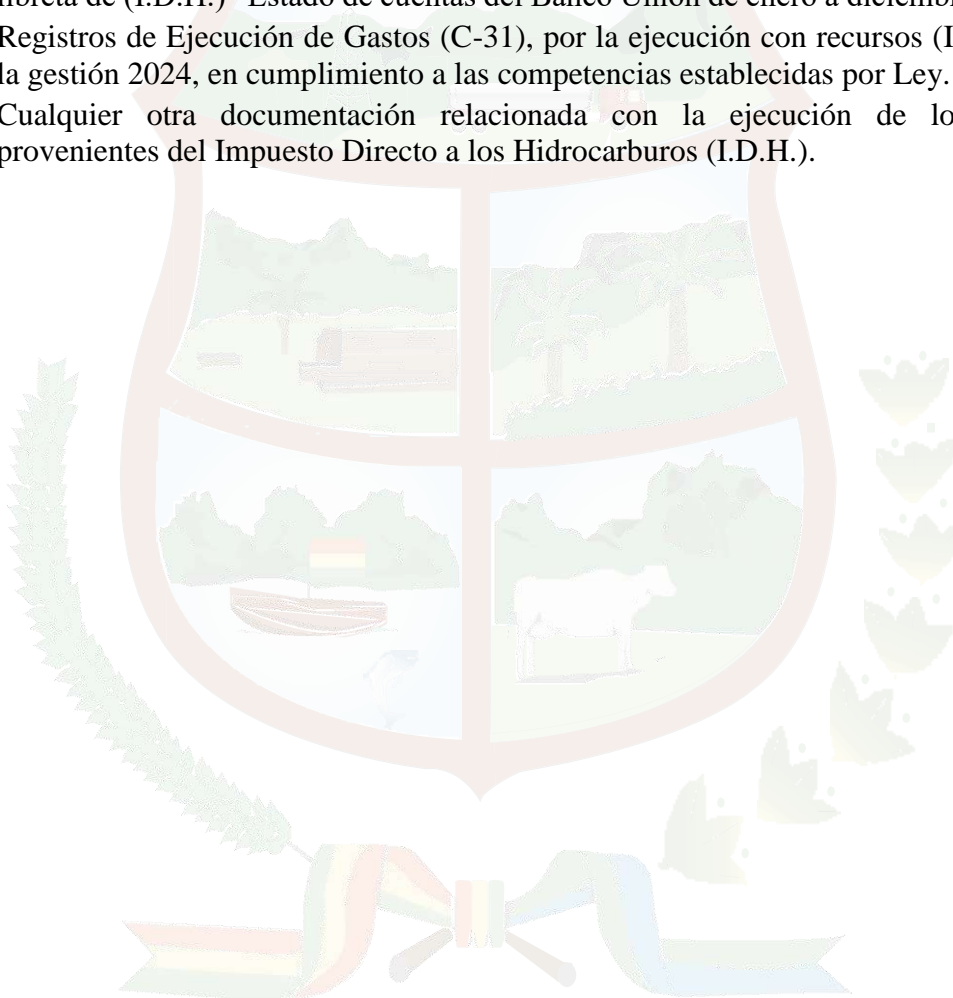 libreta de (I.D.H.) Estado de cuentas del Banco Unión de enero a
Registros de Ejecución de Gastos (C-31), por la ejecución con recursos
la gestión 2024, en cumplimiento a las competencias establecidas por Ley.
Cualquier otra documentación relacionada con la ejecución de
provenientes del Impuesto Directo a los Hidrocarburos (I.D.H.).